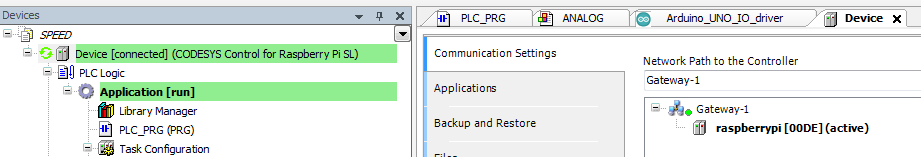 Devices
SPEED
Device [connected] (CODESYS Control for Raspberry Pi SL)
PLC Logic
Application [run]
Library Manager
PLC_PRG (PRG)
Task Configuration
PLC_PRG
ANALOG
Arduino_UNO_IO_driver
Device
Communication Settings
Applications
Backup and Restore
Files
Network Path to the Controller
Gateway-1
Gateway-1
raspberrypi [00DE] (active)